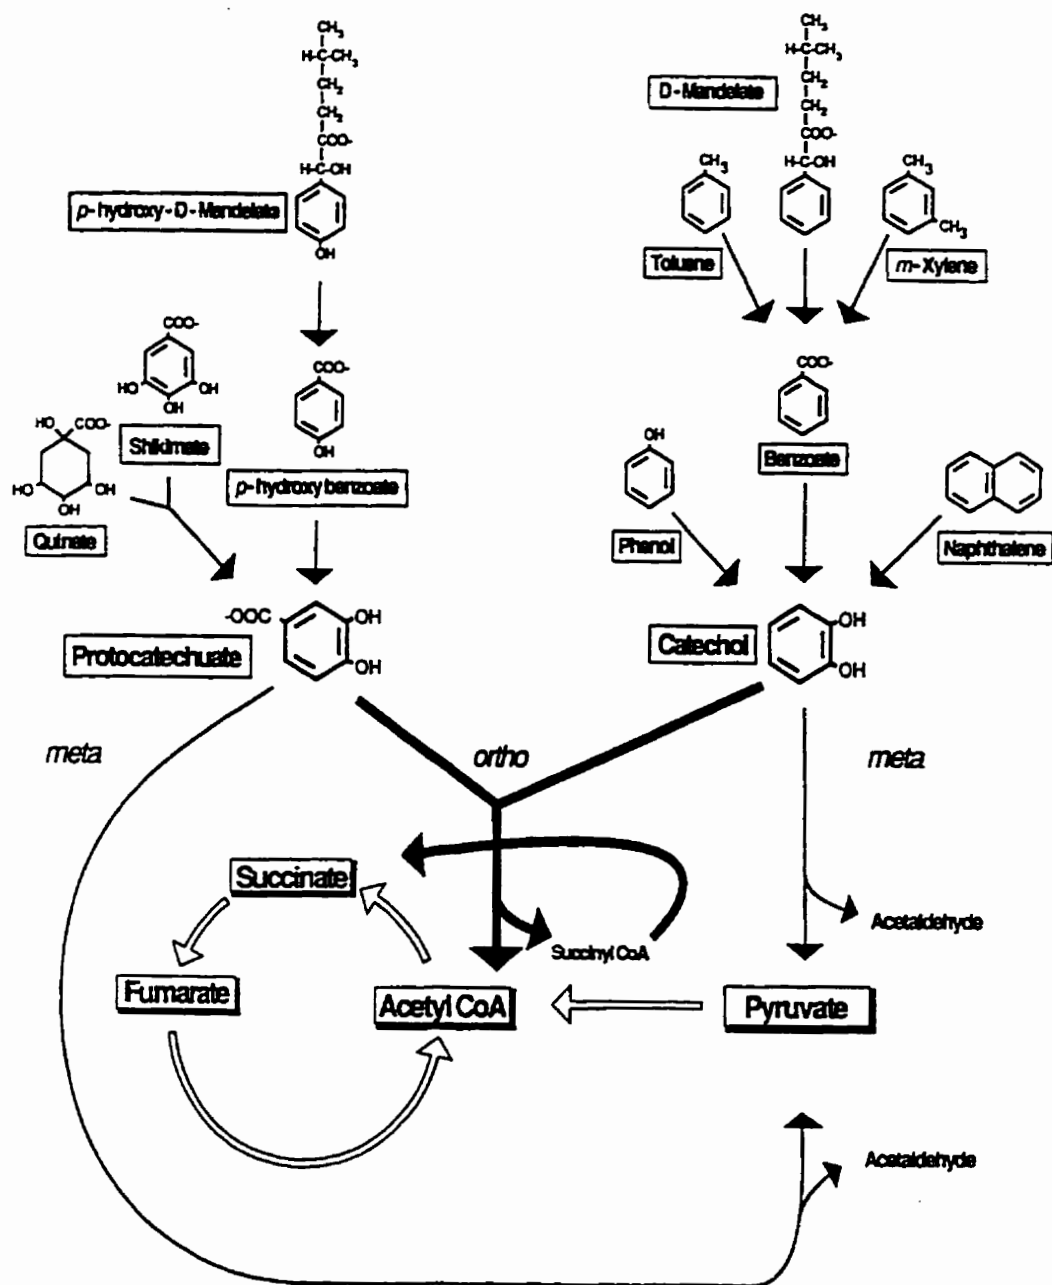 CH3
H-C-CH3
CH2
CH2
COO-
H-C-OH
OH
p-hydroxy-D-Mandelate
CH3
H-C-CH3
CH2
CH2
COO-
H-C-OH
D-Mandelate
CH3
Toluene
CH3
CH3
m-Xylene
COO-
HO
OH
OH
Shikimate
HO
COO-
HO
OH
OH
Quinate
COO-
OH
p-hydroxy benzoate
OH
Phenol
COO-
Benzoate
Naphthalene
-OOC
OH
OH
Protocatechuate
Catechol
OH
OH
meta
ortho
meta
Succinate
Acetaldehyde
Succinyl CoA
Fumarate
Acetyl CoA
Pyruvate
Acetaldehyde